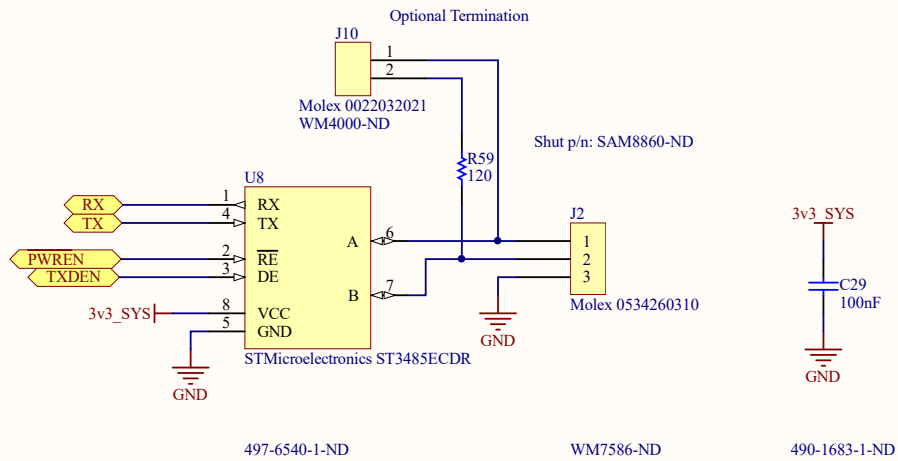 Optional Termination
J10
1
2
Molex 0022032021
WM4000-ND
Shut p/n: SAM8860-ND
R59
120
U8
RX
1
RX
TX
4
TX
PWREN
2
RE
TXDEN
3
DE
3v3_SYS
8
VCC
5
GND
GND
A
6
B
7
STMicroelectronics ST3485ECDR
J2
1
2
3
Molex 0534260310
GND
3v3_SYS
C29
100nF
GND
497-6540-1-ND
WM7586-ND
490-1683-1-ND